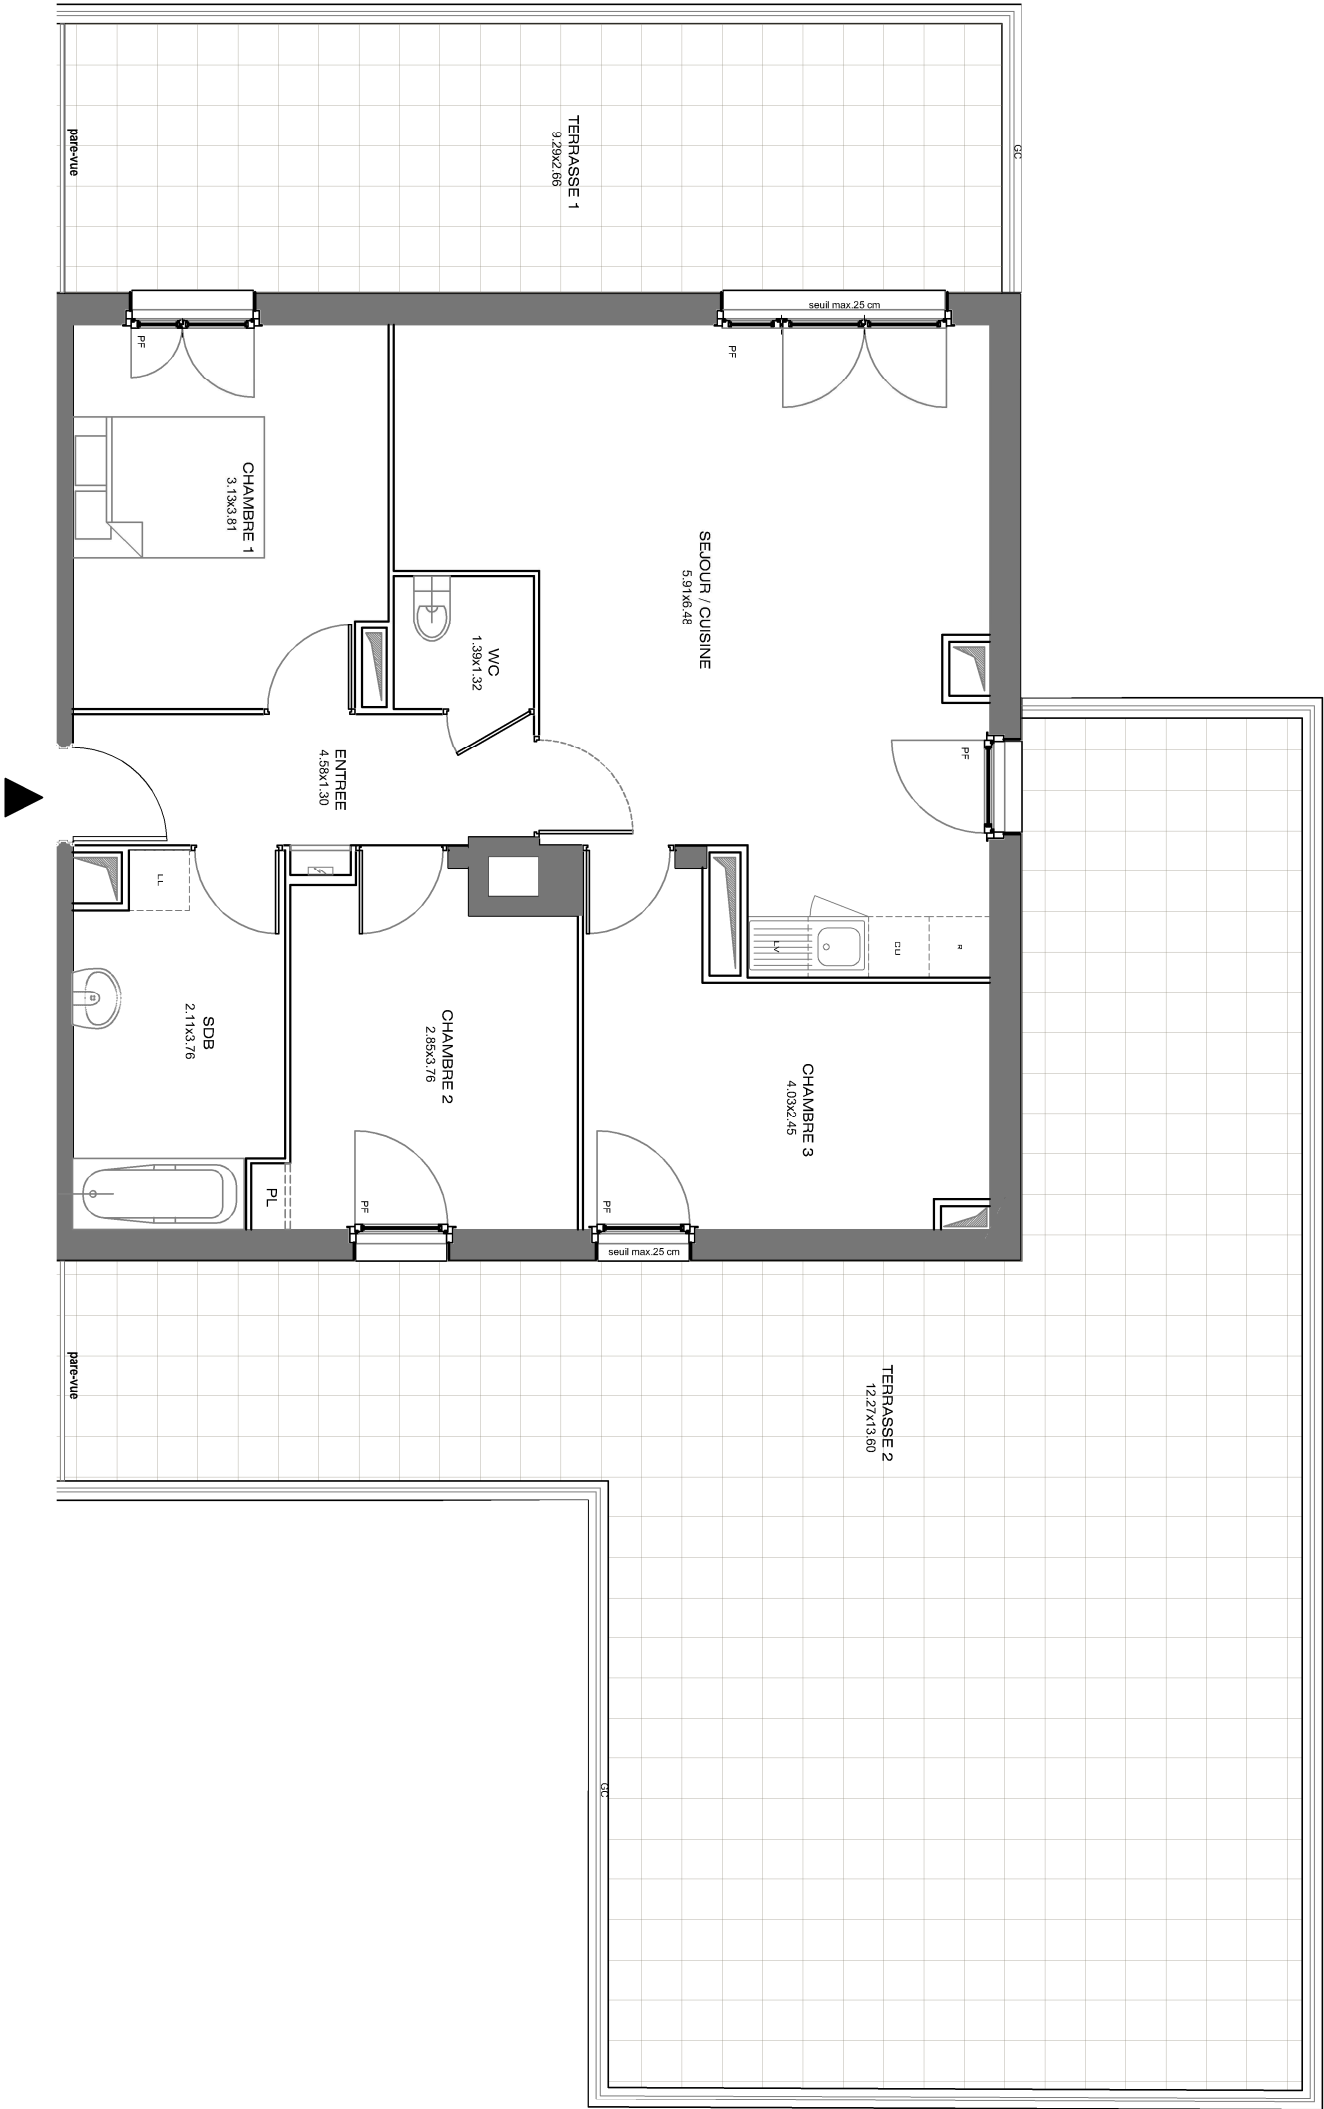 TERRASSE 1
9.29x2.66
pare-vue
GC
seuil max.25 cm
PF
PF
CHAMBRE 1
3.13x3.81
SEJOUR / CUISINE
5.91x6.48
WC
1.39x1.32
ENTREE
4.58x1.30
PF
LL
LV
CU
R
SDB
2.11x3.76
CHAMBRE 2
2.85x3.76
CHAMBRE 3
4.03x2.45
PL
PF
PF
seuil max.25 cm
pare-vue
TERRASSE 2
12.27x13.60
GC